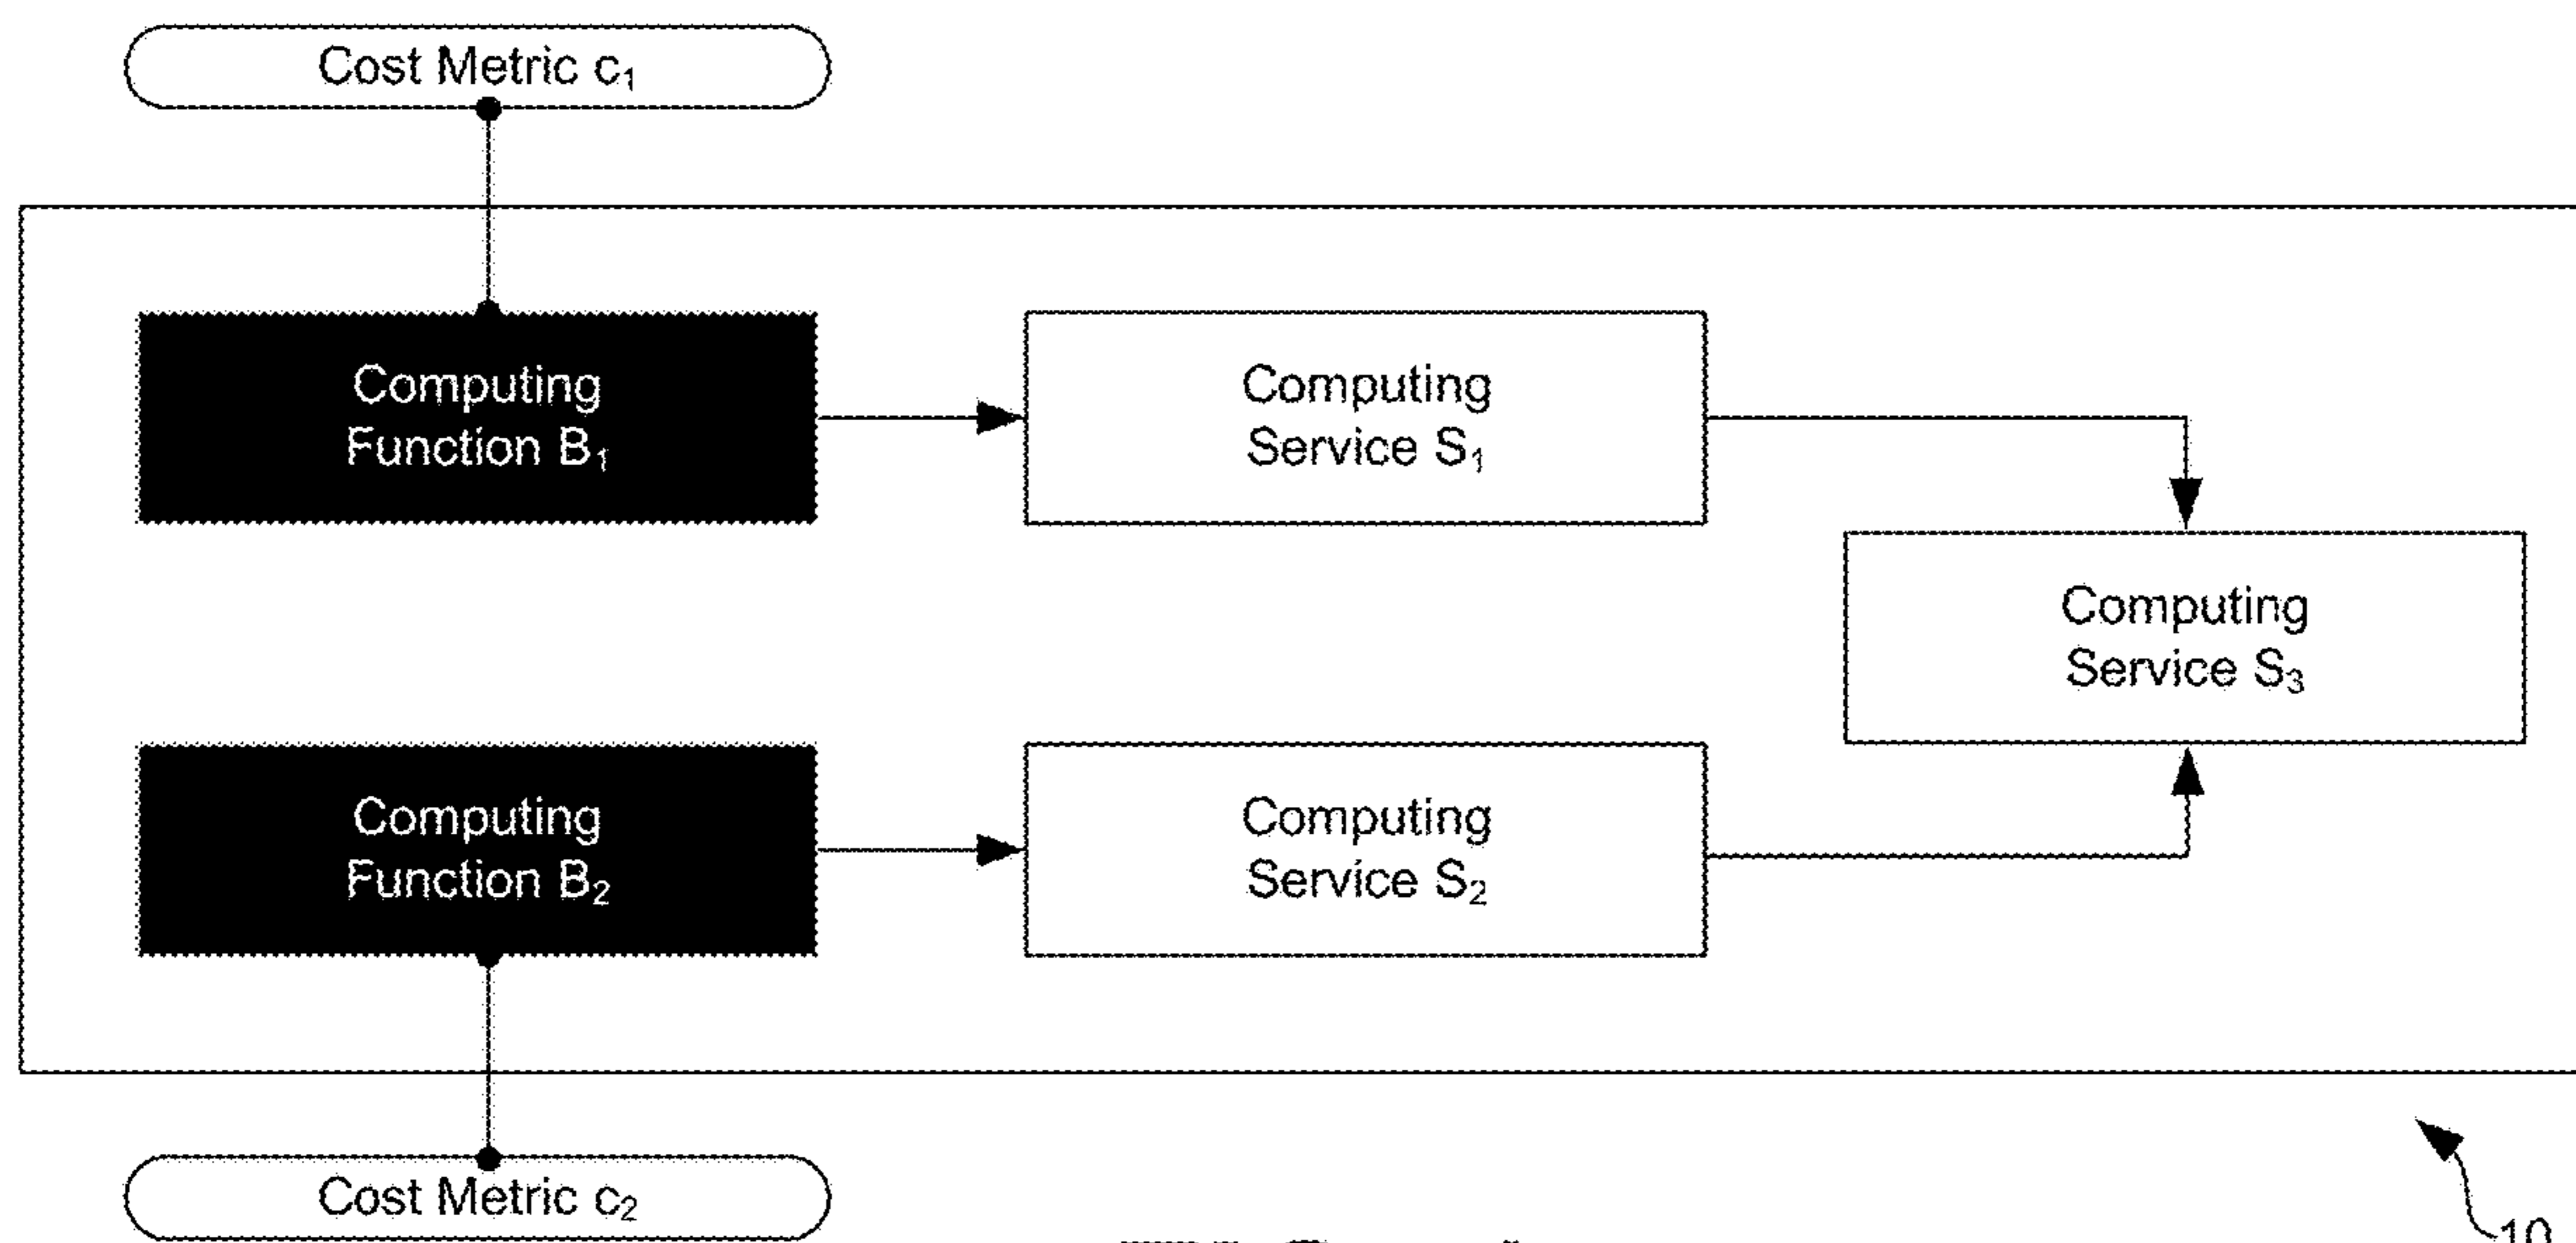 Cost Metric c₁
Computing
Function B₁
Computing
Service S₁
Computing
Service S₃
Computing
Function B₂
Computing
Service S₂
Cost Metric c₂
10